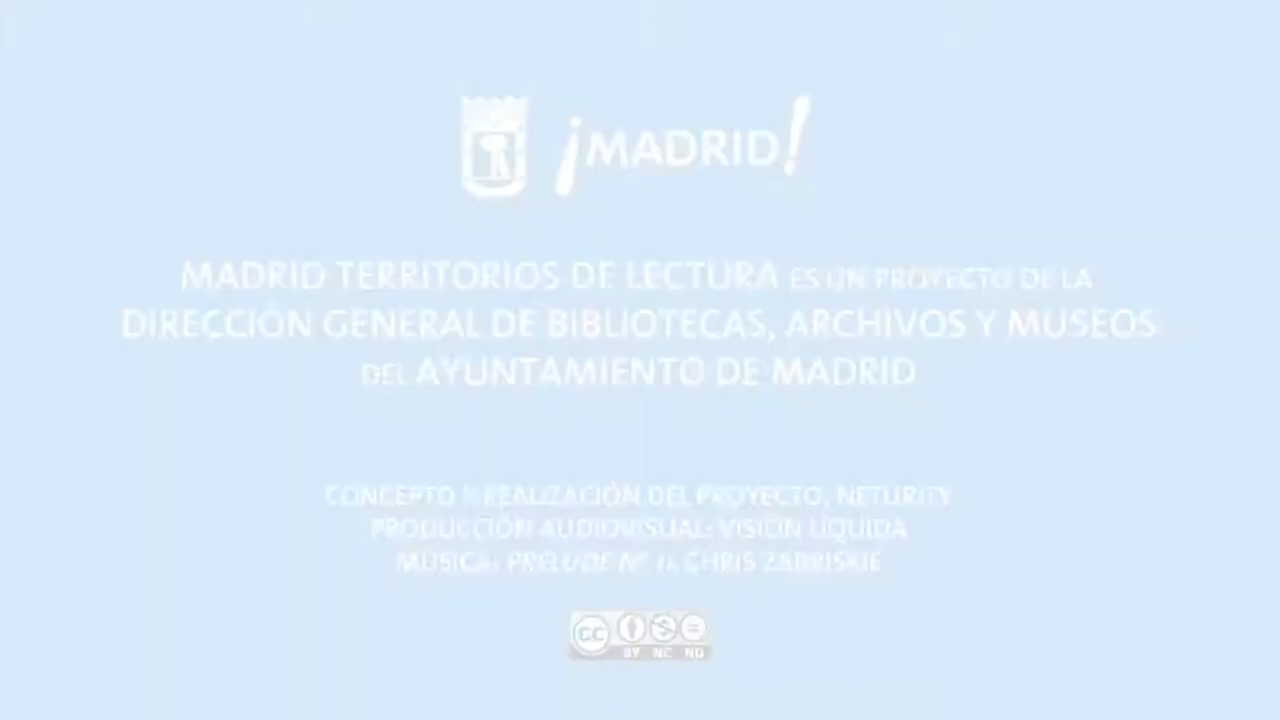 ¡MADRID!
MADRID TERRITORIOS DE LECTURA ES UN PROYECTO DE LA
DIRECCIÓN GENERAL DE BIBLIOTECAS, ARCHIVOS Y MUSEOS
DEL AYUNTAMIENTO DE MADRID
CONCEPTO Y REALIZACIÓN DEL PROYECTO, NETURITY
PRODUCCIÓN AUDIOVISUAL: VISIÓN LÍQUIDA
MÚSICA: PRELUDE Nº CHRIS ZABRISKIE
CC
BY NC ND